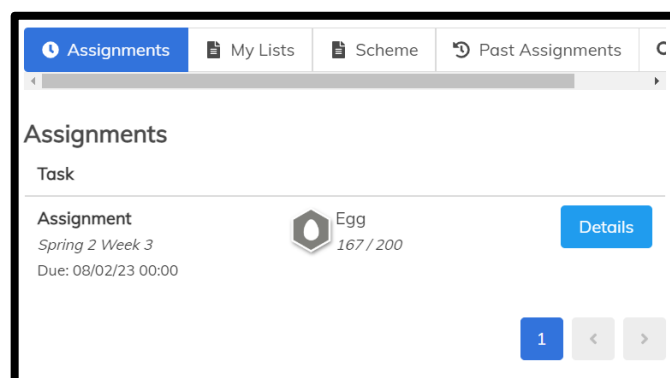 Assignments My Lists Scheme Past Assignments
Assignments
Task
Assignment Egg Details
Spring 2 Week 3 167 / 200
Due: 08/02/23 00:00
1